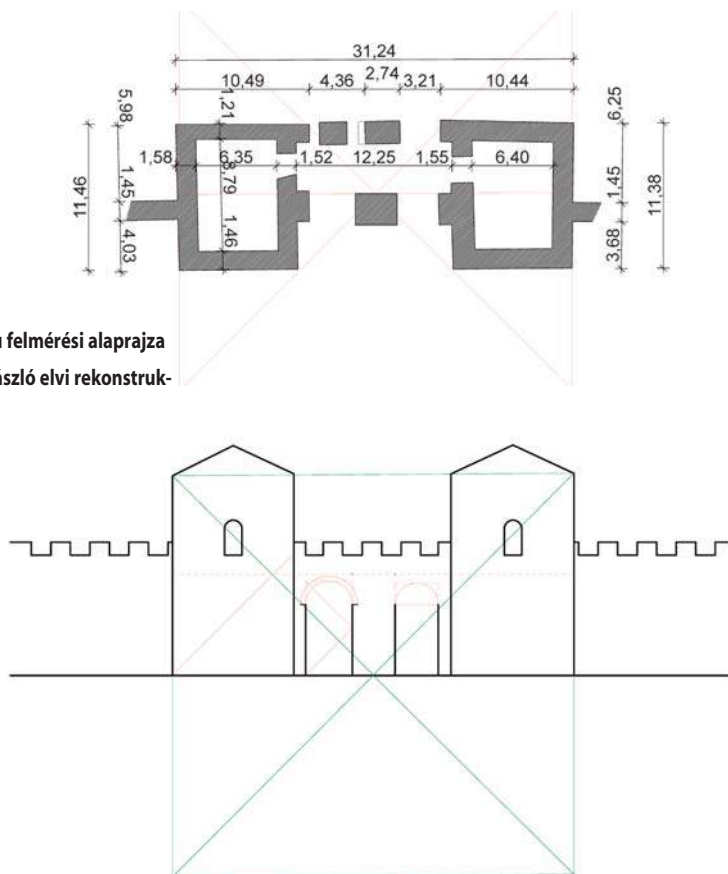 31,24
10,49 4,36 2,74 3,21 10,44
5,98 1,21 6,25
1,58 6,35 8,79 1,52 12,25 1,55 6,40
11,46 1,45 1,45 11,38
4,03 1,46 3,68
felmérési alaprajza
ászló elvi rekonstruk-